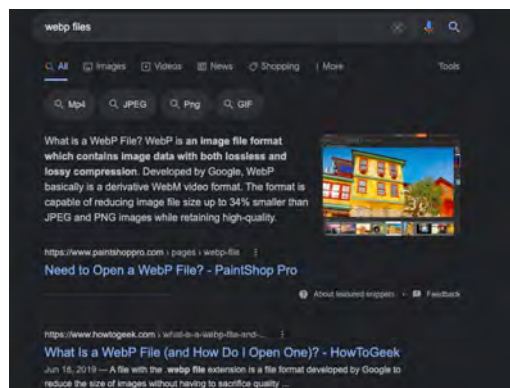 webp files
All Images Videos News Shopping More Tools
Mp4 JPEG Png GIF
What is a WebP File? WebP is an image file format
which contains image data with both lossless and
lossy compression. Developed by Google, WebP
basically is a derivative WebM video format. The format is
capable of reducing image file size up to 34% smaller than
JPEG and PNG images while retaining high-quality.
https://www.paintshoppro.com › pages › webp-file
Need to Open a WebP File? - PaintShop Pro
About featured snippets • Feedback
https://www.howtogeek.com › what-is-a-webp-file-and-...
What Is a WebP File (and How Do I Open One)? - HowToGeek
Jun 18, 2019 — A file with the .webp file extension is a file format developed by Google to
reduce the size of images without having to sacrifice quality ...